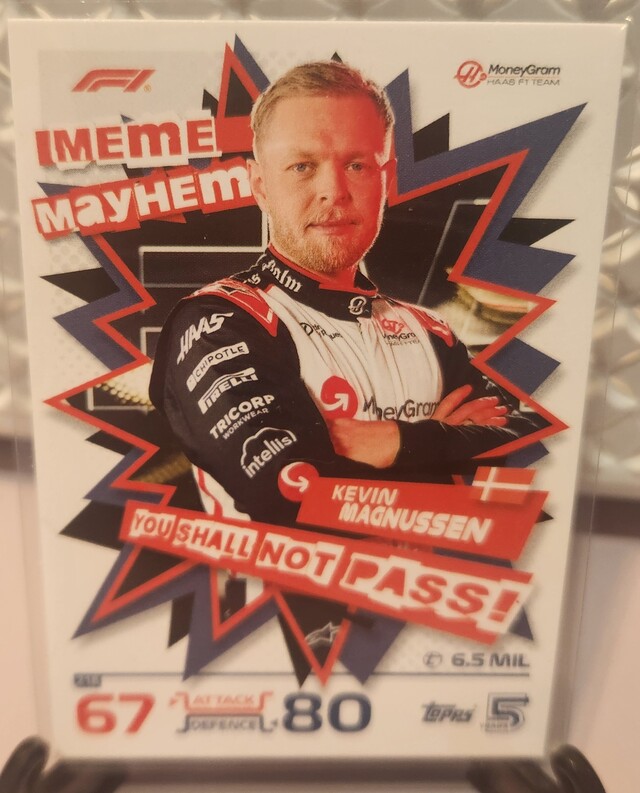 F1
MoneyGram
HAAS F1 TEAM
MEME
MAYHEM
HAAS
CHIPOTLE
PIRELLI
TRICORP
WORKWEAR
intellis
MoneyGram
KEVIN
MAGNUSSEN
YOU SHALL NOT PASS!
6.5 MIL
67
ATTACK
DEFENCE
80
Topps
5
YEARS